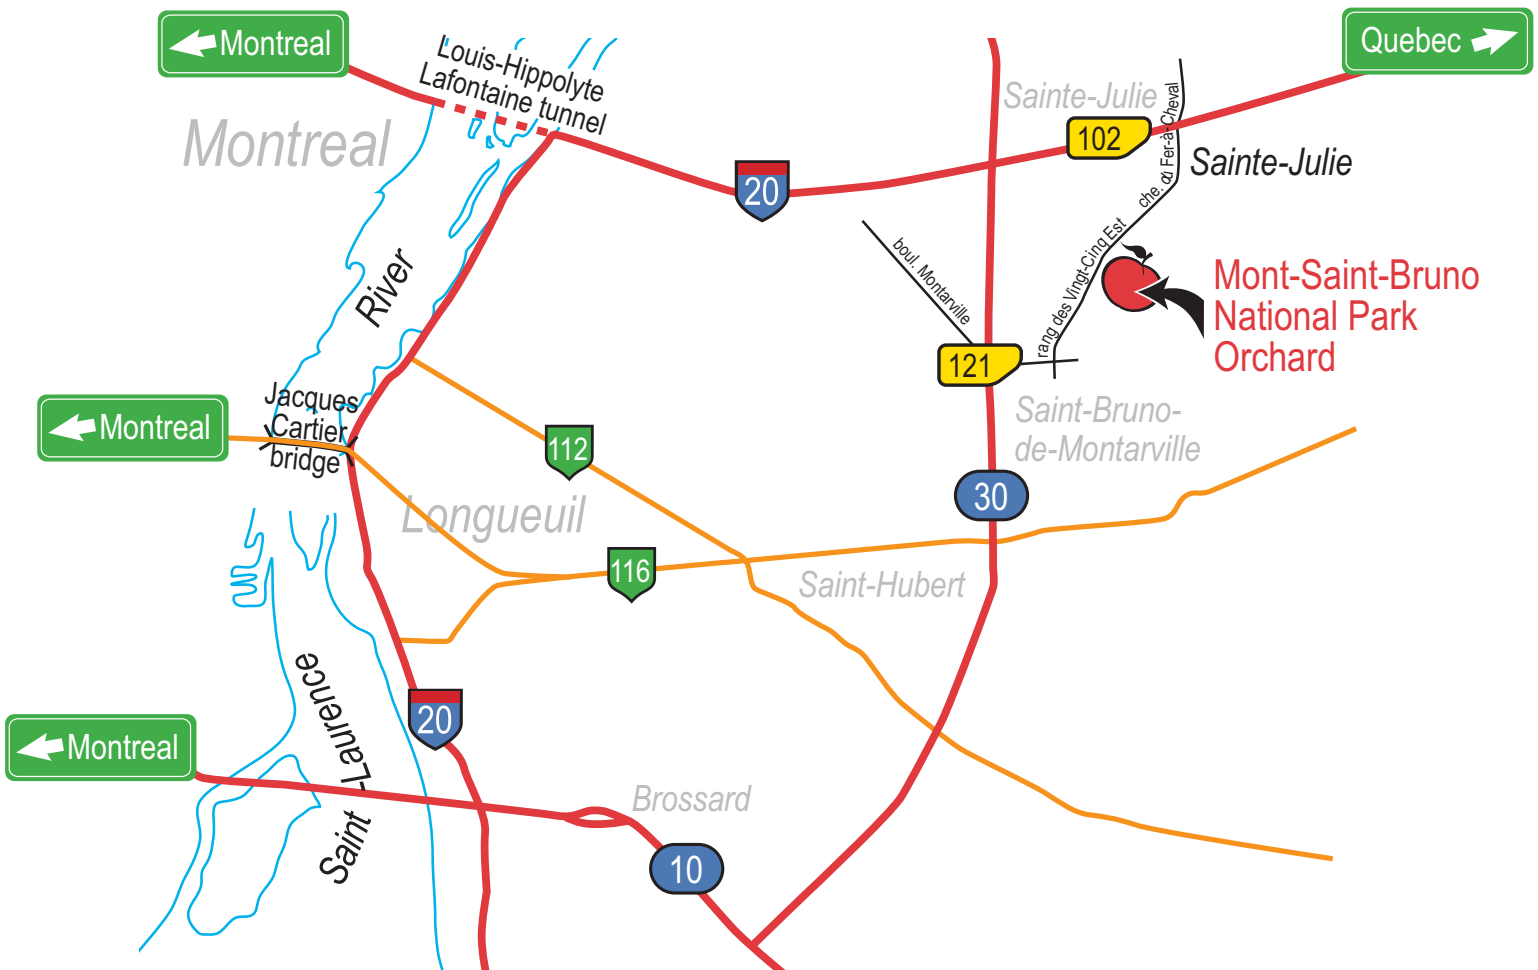 Montreal
Quebec
Louis-Hippolyte
Lafontaine tunnel
Montreal
Sainte-Julie
102
che. du Fer-à-Cheval
Sainte-Julie
20
River
boul. Montarville
rang des Vingt-Cinq Est
Mont-Saint-Bruno
National Park
Orchard
121
Jacques
Cartier
bridge
Montreal
112
Saint-Bruno-
de-Montarville
30
Longueuil
116
Saint-Hubert
20
Saint-Laurence
Montreal
Brossard
10